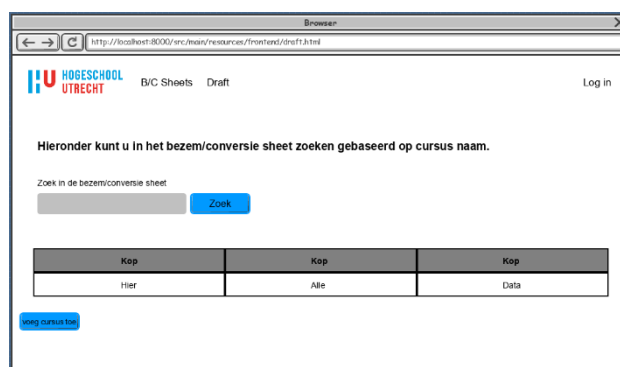 Browser
http://localhost:8000/src/main/resources/frontend/draft.html
HOGESCHOOL
UTRECHT
B/C Sheets Draft Log in
Hieronder kunt u in het bezem/conversie sheet zoeken gebaseerd op cursus naam.
Zoek in de bezem/conversie sheet
Zoek
Kop Kop Kop
Hier Alle Data
voeg cursus toe